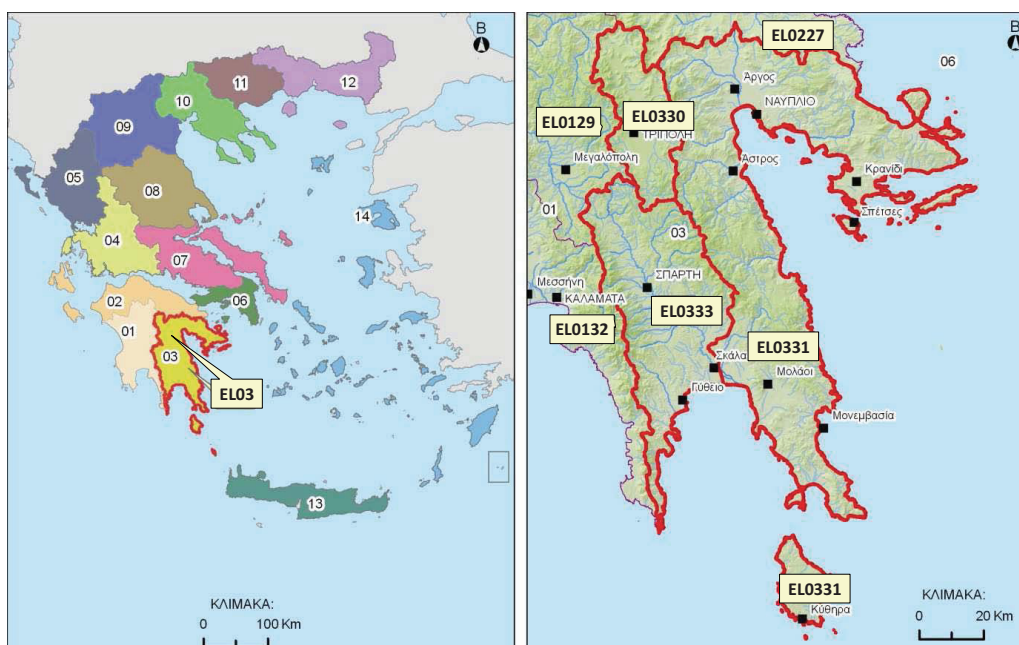 B
12
11
10
09
05
08
14
04
07
06
02
01
03
EL03
13
ΚΛΙΜΑΚΑ:
0 100 Km
EL0227
B
06
Άργος
ΝΑΥΠΛΙΟ
EL0129
EL0330
ΤΡΙΠΟΛΗ
Μεγαλόπολη
Άστρος
Κρανίδι
Σπέτσες
01
03
ΣΠΑΡΤΗ
Μεσσήνη
ΚΑΛΑΜΑΤΑ
EL0132
EL0333
EL0331
Σκάλα
Μολάοι
Γύθειο
Μονεμβασία
EL0331
Κύθηρα
ΚΛΙΜΑΚΑ:
0 20 Km